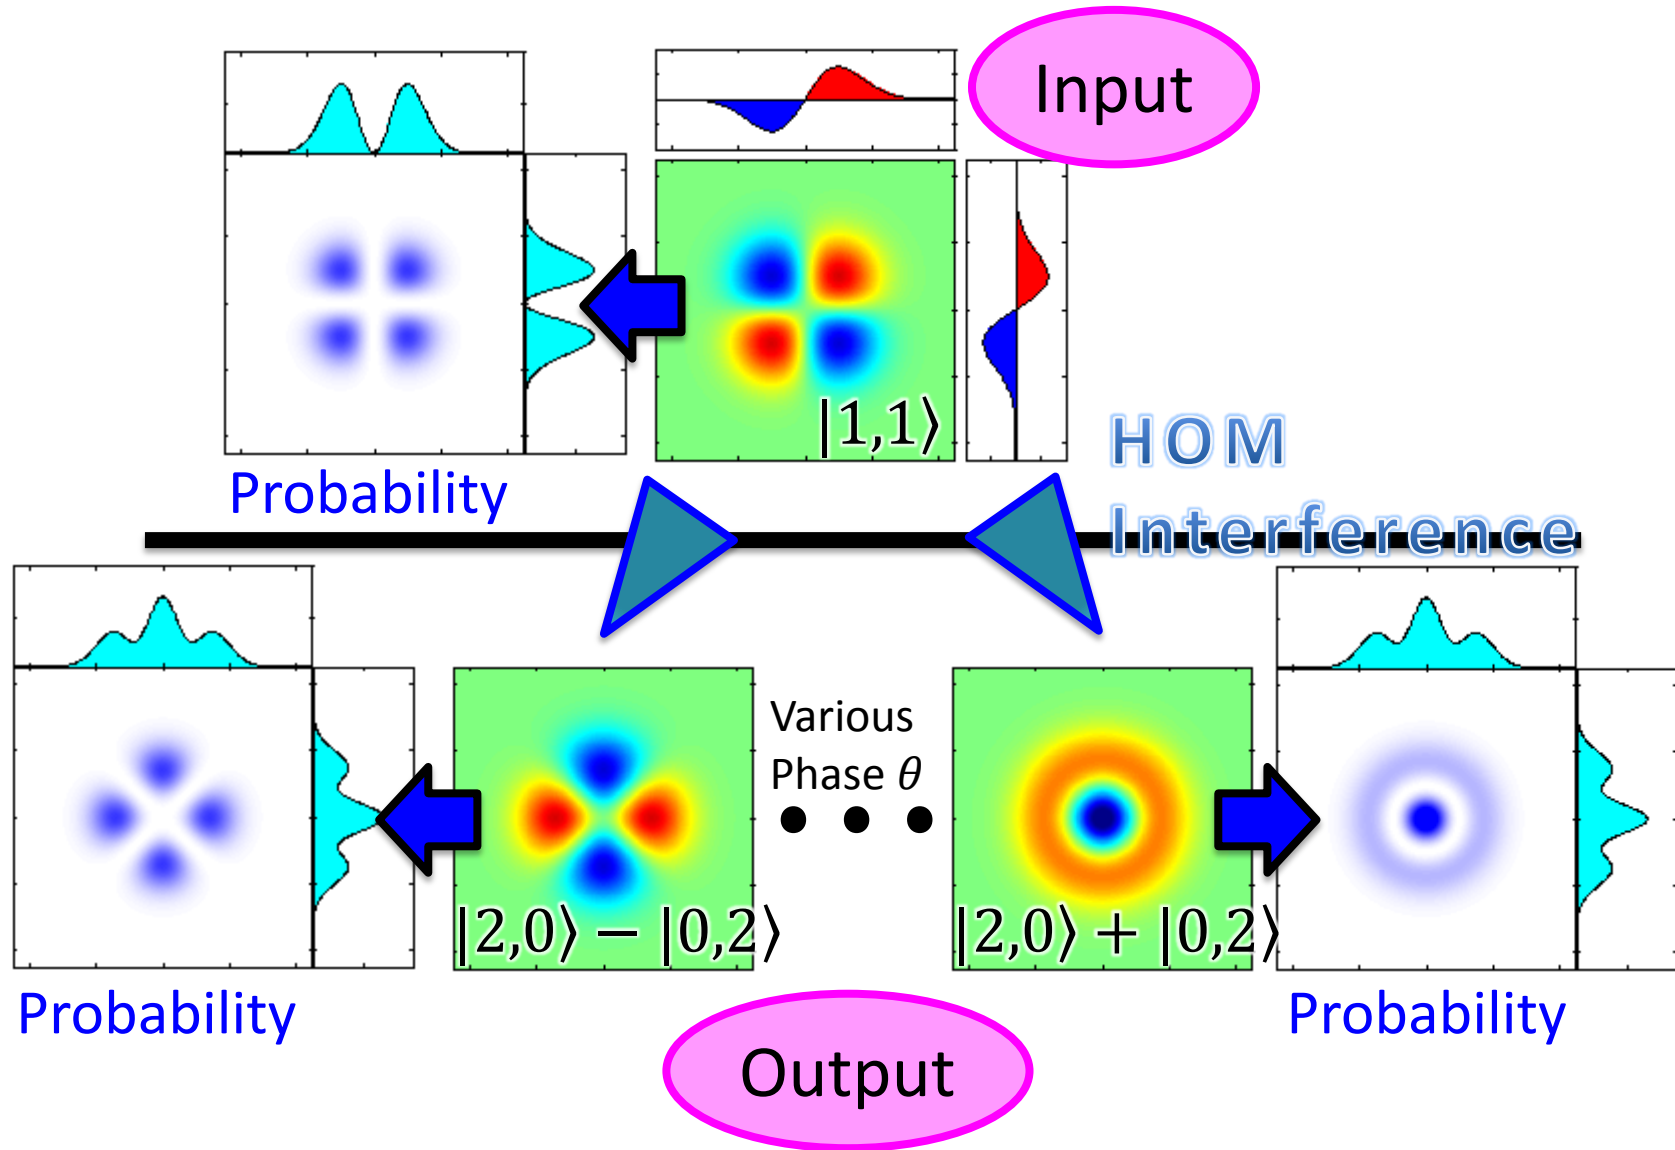 Input
|1,1⟩
Probability
HOM
Interference
Various
Phase θ
|2,0⟩ − |0,2⟩
|2,0⟩ + |0,2⟩
Probability
Probability
Output